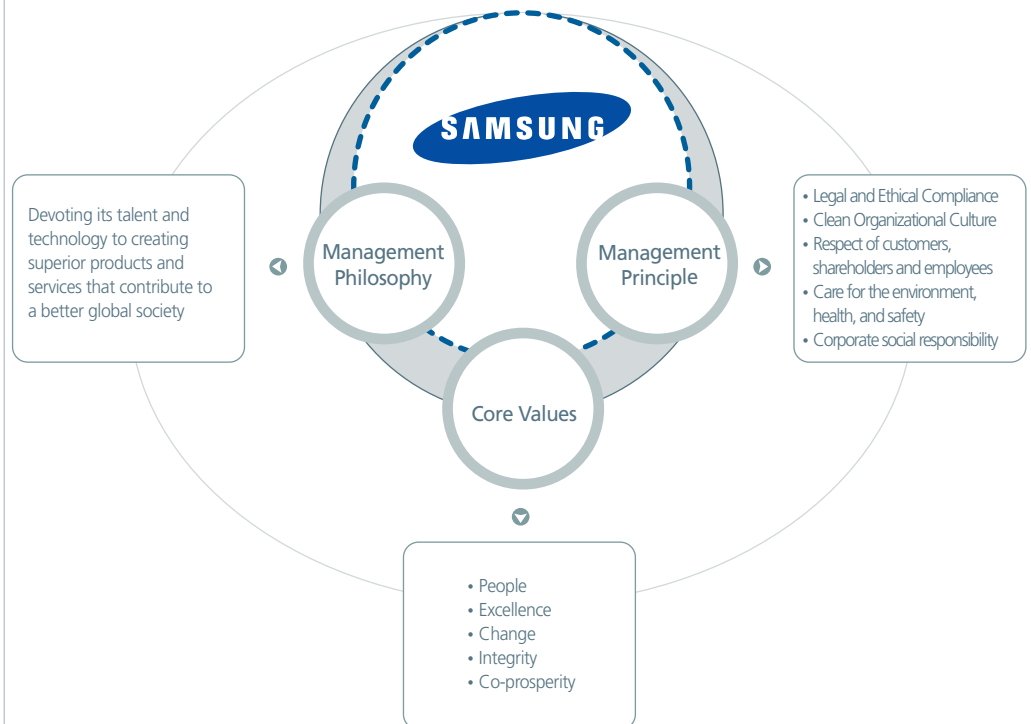 SAMSUNG
Management
Philosophy
Management
Principle
Core Values
Devoting its talent and
technology to creating
superior products and
services that contribute to
a better global society
• Legal and Ethical Compliance
• Clean Organizational Culture
• Respect of customers,
shareholders and employees
• Care for the environment,
health, and safety
• Corporate social responsibility
• People
• Excellence
• Change
• Integrity
• Co-prosperity